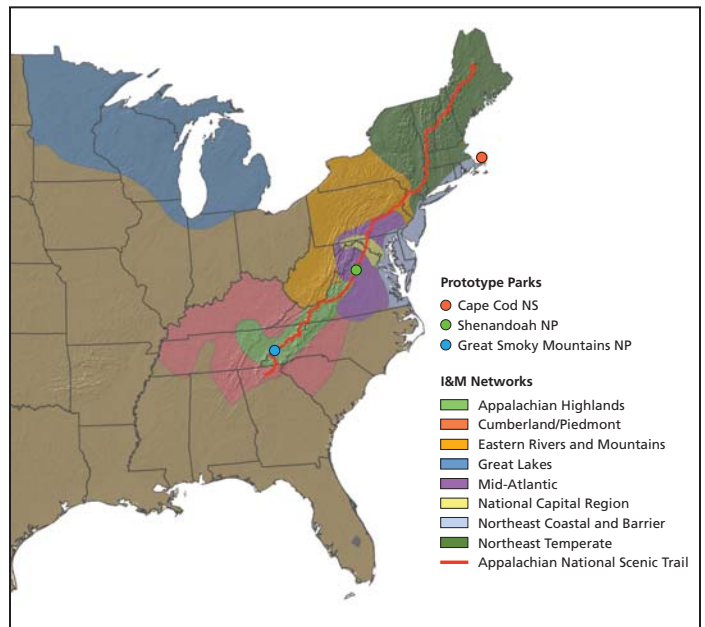 Prototype Parks
Cape Cod NS
Shenandoah NP
Great Smoky Mountains NP
I&M Networks
Appalachian Highlands
Cumberland/Piedmont
Eastern Rivers and Mountains
Great Lakes
Mid-Atlantic
National Capital Region
Northeast Coastal and Barrier
Northeast Temperate
Appalachian National Scenic Trail